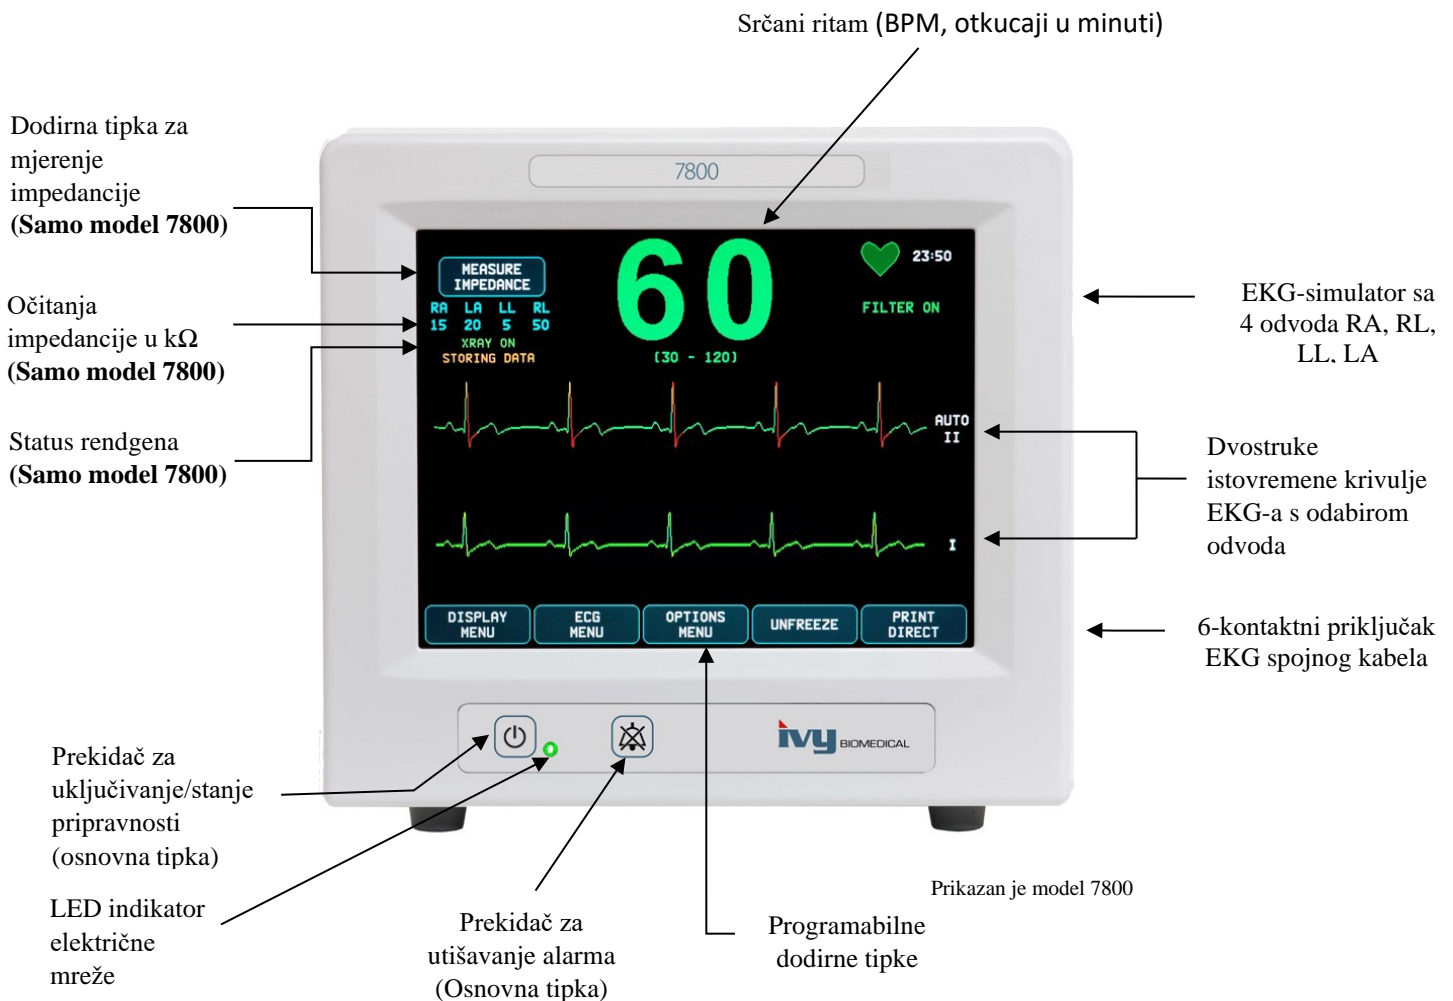 Srčani ritam (BPM, otkucaji u minuti)
Dodirna tipka za
mjerenje
impedancije
(Samo model 7800)
Očitanja
impedancije u kΩ
(Samo model 7800)
Status rendgena
(Samo model 7800)
7800
MEASURE
IMPEDANCE
RA LA LL RL
15 20 5 50
XRAY ON
STORING DATA
60
(30 - 120)
23:50
FILTER ON
AUTO
II
I
DISPLAY
MENU
ECG
MENU
OPTIONS
MENU
UNFREEZE
PRINT
DIRECT
ivy BIOMEDICAL
EKG-simulator sa
4 odvoda RA, RL,
LL, LA
Dvostruke
istovremene krivulje
EKG-a s odabirom
odvoda
6-kontaktni priključak
EKG spojnog kabela
Prekidač za
uključivanje/stanje
pripravnosti
(osnovna tipka)
LED indikator
električne
mreže
Prekidač za
utišavanje alarma
(Osnovna tipka)
Programabilne
dodirne tipke
Prikazan je model 7800